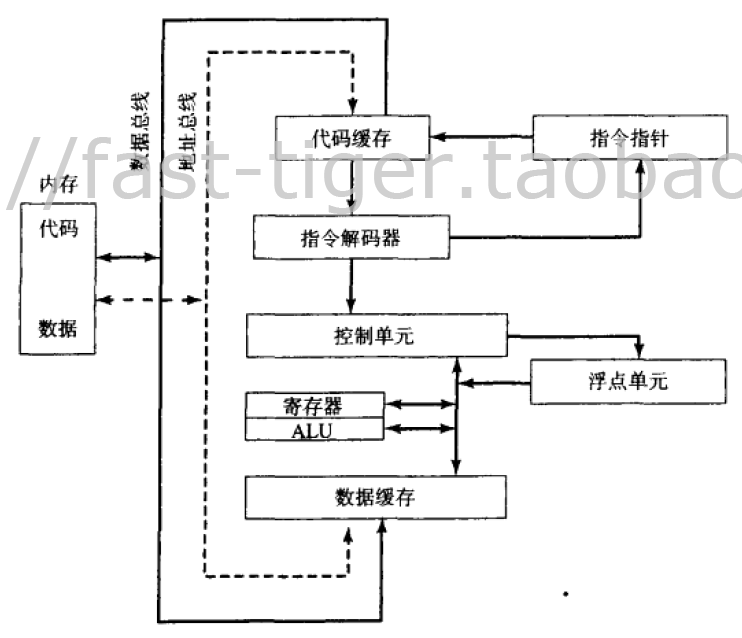 数据总线
地址总线
代码缓存
指令指针
//fast-tiger.taobao
内存
代码
指令解码器
数据
控制单元
浮点单元
寄存器
ALU
数据缓存